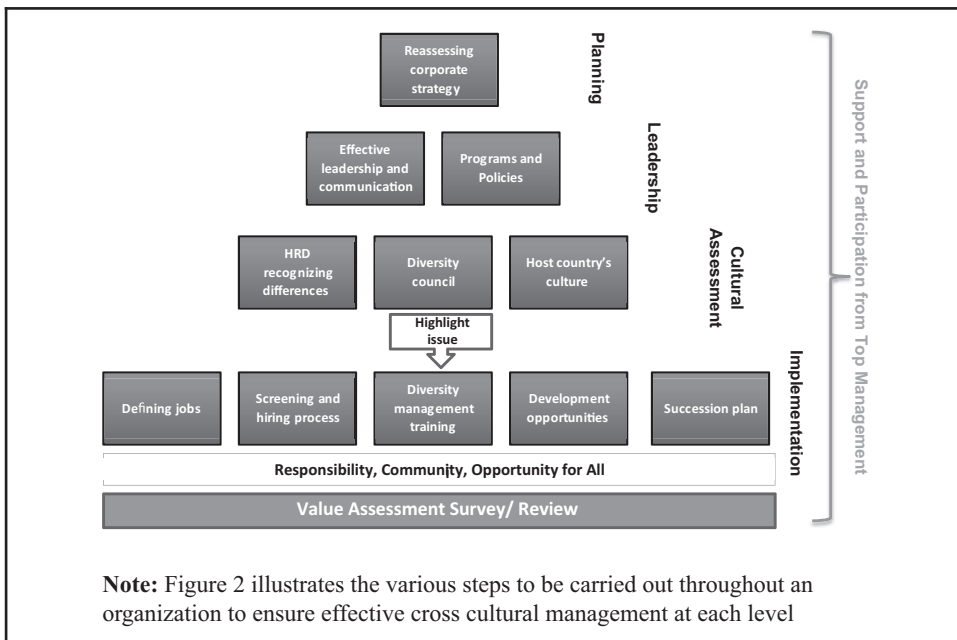 Reassessing
corporate
strategy
Planning
Effective
leadership and
communication
Programs and
Policies
Leadership
HRD
recognizing
differences
Diversity
council
Host country's
culture
Cultural
Assessment
Highlight
issue
Defining jobs
Screening and
hiring process
Diversity
management
training
Development
opportunities
Succession plan
Implementation
Responsibility, Community, Opportunity for All
Value Assessment Survey/ Review
Support and Participation from Top Management
Note: Figure 2 illustrates the various steps to be carried out throughout an
organization to ensure effective cross cultural management at each level